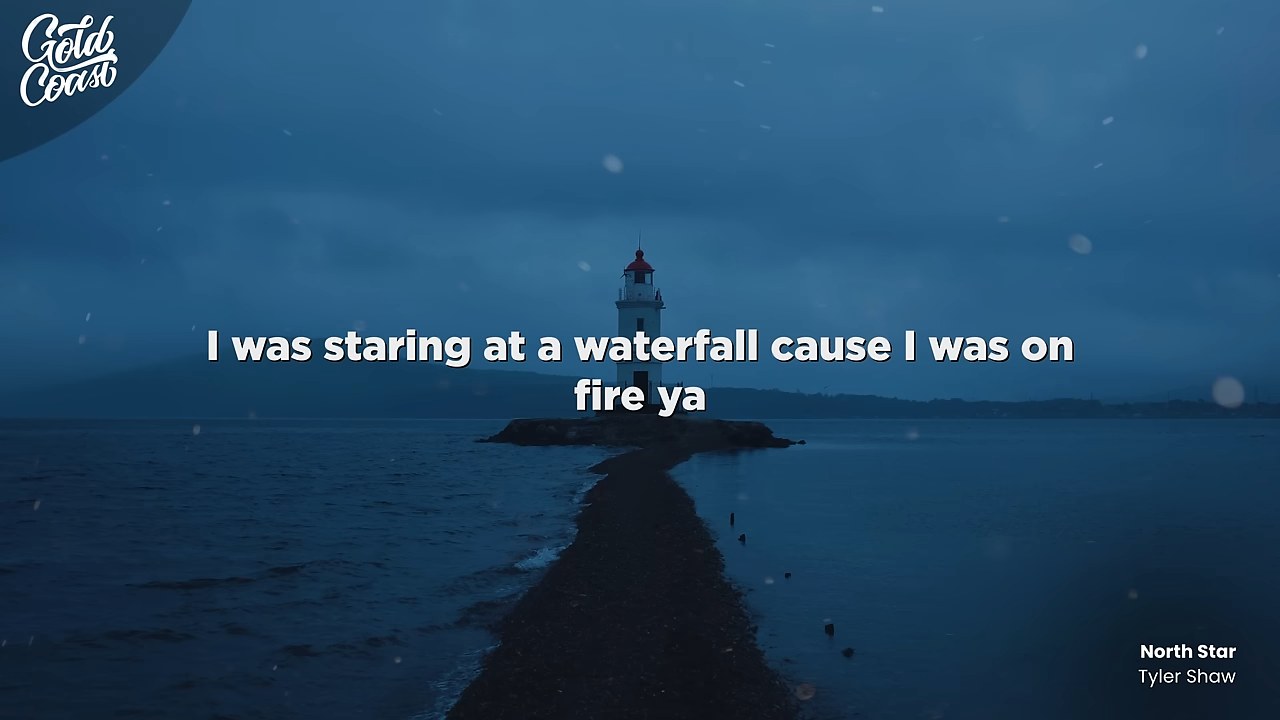 Gold
Coast
I was staring at a waterfall cause I was on
fire ya
North Star
Tyler Shaw